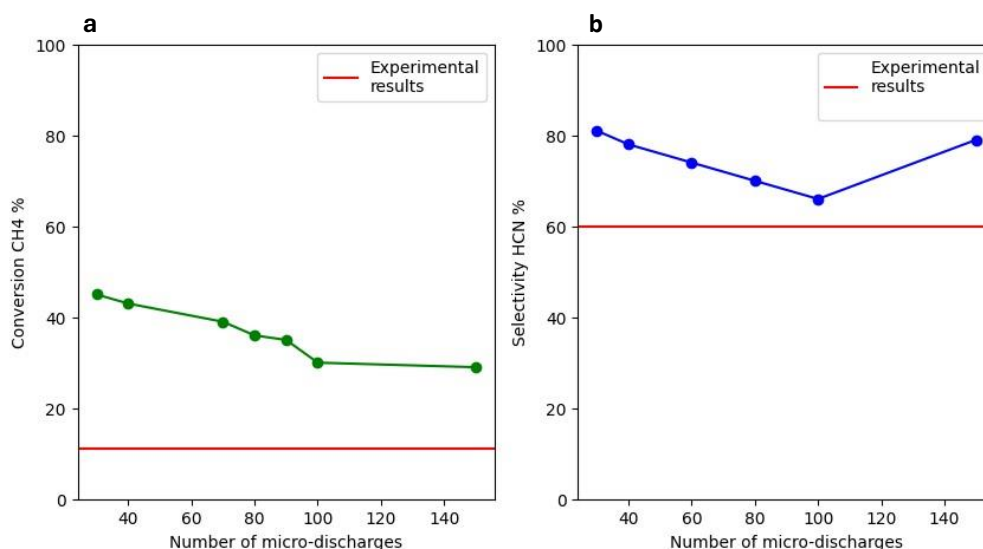 a
100
80
60
40
20
0
Conversion CH4 %
40 60 80 100 120 140
Number of micro-discharges
Experimental
results
b
100
80
60
40
20
0
Selectivity HCN %
40 60 80 100 120 140
Number of micro-discharges
Experimental
results